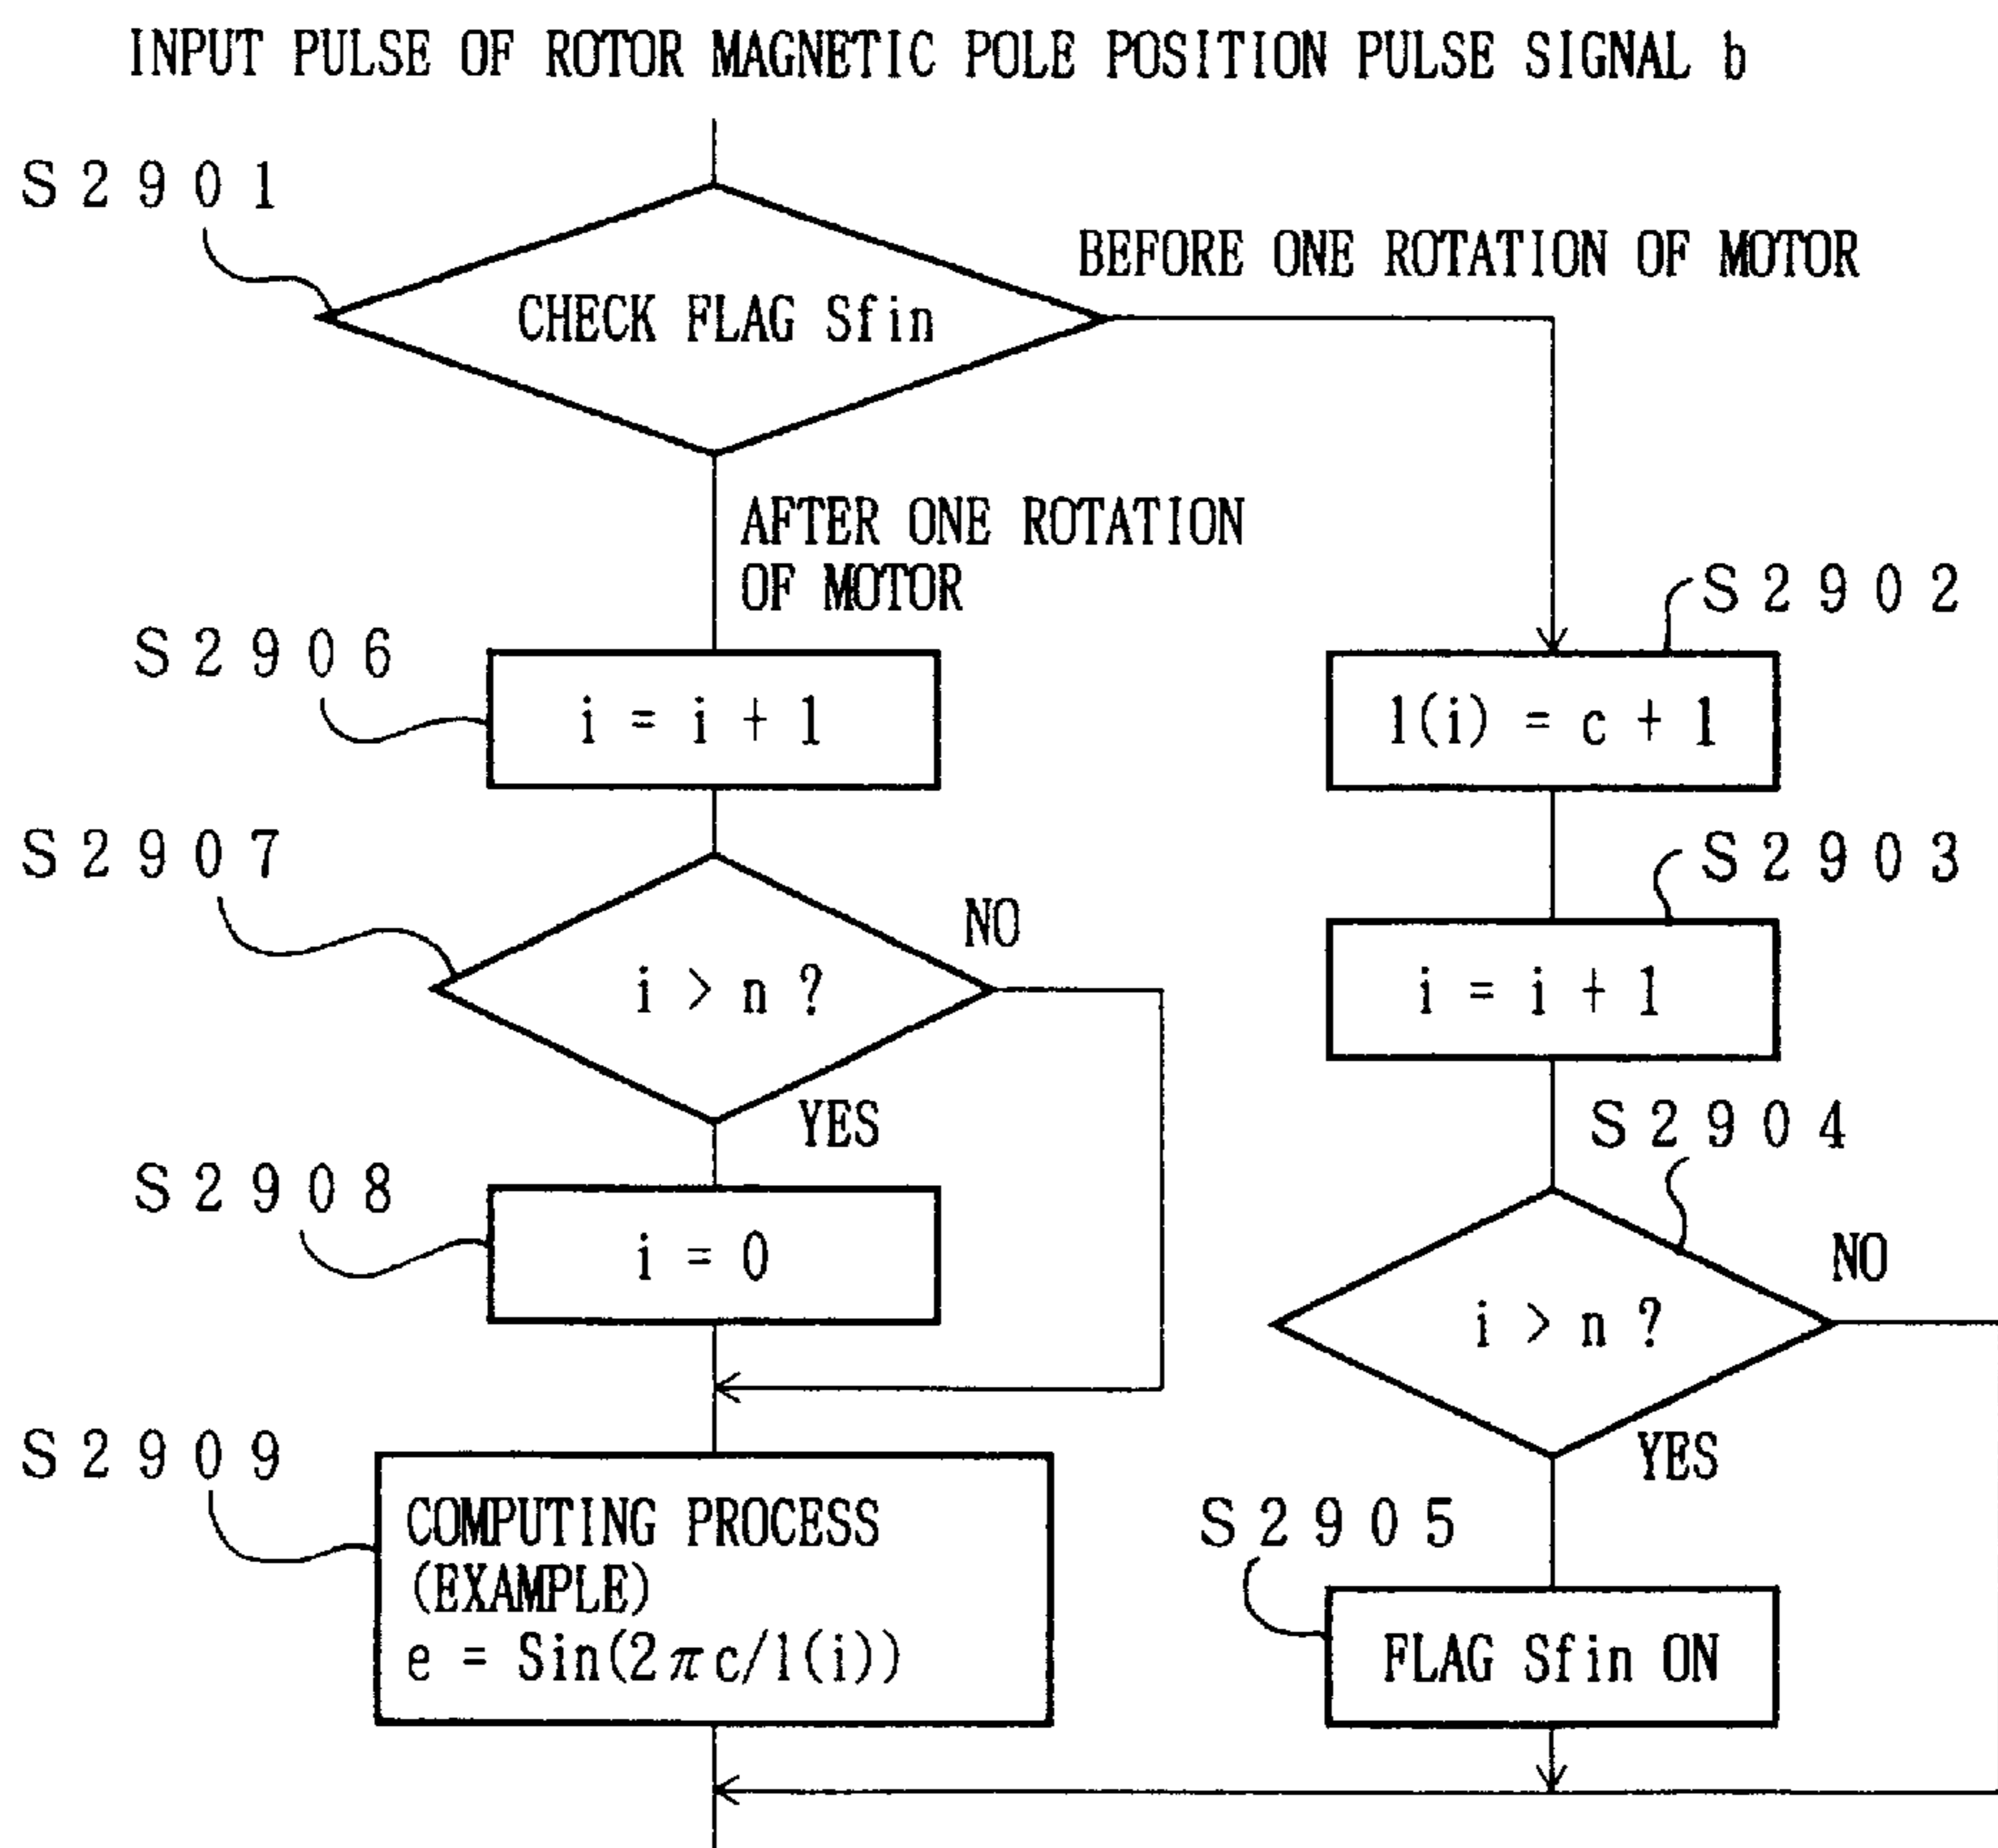 INPUT PULSE OF ROTOR MAGNETIC POLE POSITION PULSE SIGNAL b
S2901
CHECK FLAG Sfin
BEFORE ONE ROTATION OF MOTOR
AFTER ONE ROTATION
OF MOTOR
S2902
l(i) = c + 1
S2906
i = i + 1
S2903
i = i + 1
S2907
i > n ?
NO
YES
S2904
i > n ?
NO
YES
S2908
i = 0
S2909
COMPUTING PROCESS
(EXAMPLE)
e = Sin(2πc/l(i))
S2905
FLAG Sfin ON